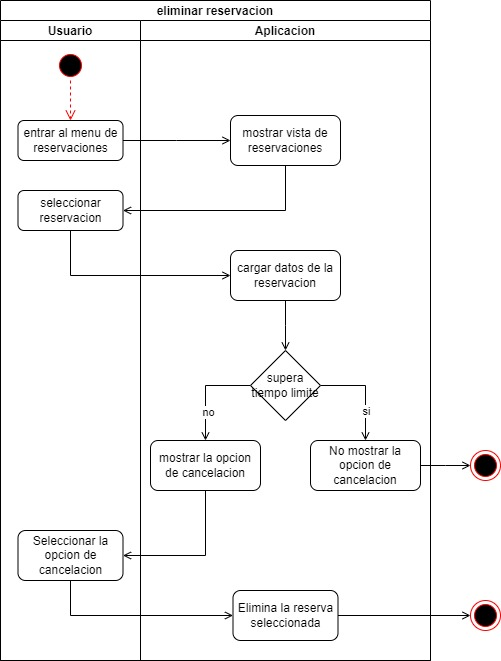 eliminar reservacion
Usuario
Aplicacion
entrar al menu de
reservaciones
mostrar vista de
reservaciones
seleccionar
reservacion
cargar datos de la
reservacion
supera
tiempo limite
no
si
mostrar la opcion
de cancelacion
No mostrar la
opcion de
cancelacion
Seleccionar la
opcion de
cancelacion
Elimina la reserva
seleccionada